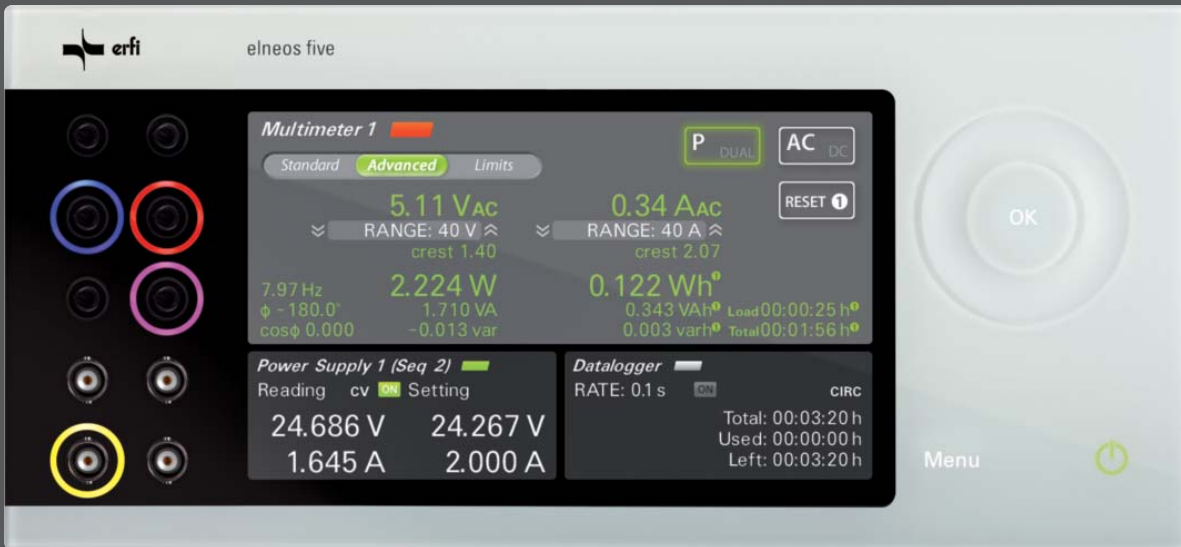 erfi elneos five
Multimeter 1
P DUAL AC DC
Standard Advanced Limits
RESET 1
5.11 VAC 0.34 AAC
RANGE: 40 V RANGE: 40 A
crest 1.40 crest 2.07
OK
7.97 Hz 2.224 W 0.122 Wh
φ -180.0° 1.710 VA 0.343 VAh Load 00:00:25 h
cosφ 0.000 -0.013 var 0.003 varh Total 00:01:56 h
Power Supply 1 (Seq 2) Datalogger
Reading CV ON Setting RATE: 0.1 s ON CIRC
24.686 V 24.267 V Total: 00:03:20 h
Used: 00:00:00 h
1.645 A 2.000 A Left: 00:03:20 h
Menu